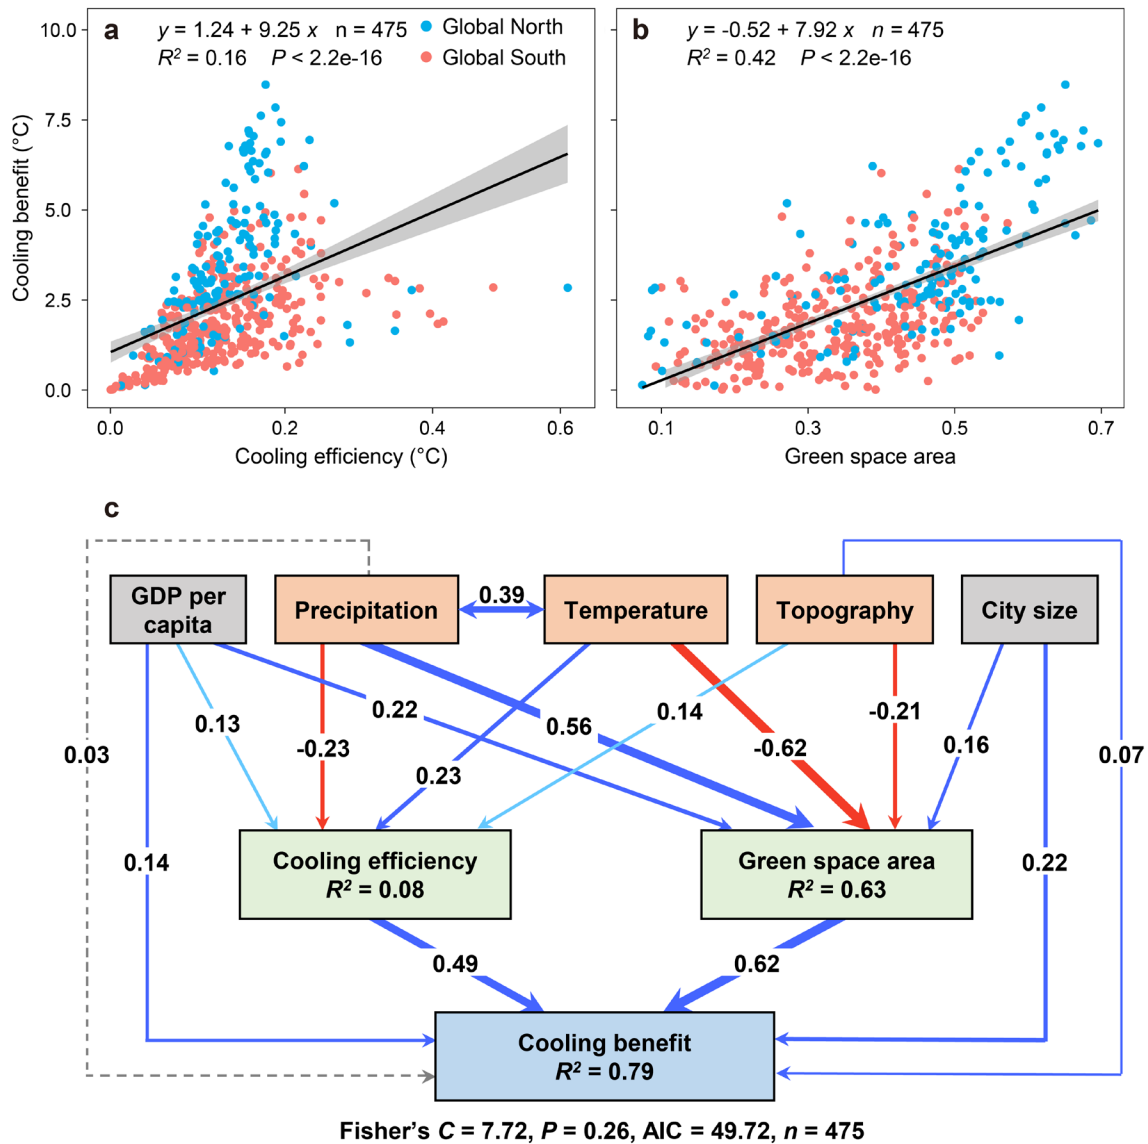 a
y = 1.24 + 9.25 x n = 475
R² = 0.16 P < 2.2e-16
Global North
Global South
10.0
7.5
5.0
2.5
0.0
Cooling benefit (°C)
0.0 0.2 0.4 0.6
Cooling efficiency (°C)
b
y = -0.52 + 7.92 x n = 475
R² = 0.42 P < 2.2e-16
0.1 0.3 0.5 0.7
Green space area
c
GDP per
capita
Precipitation
0.39
Temperature
Topography
City size
0.03
0.13
-0.23
0.22
0.56
0.23
0.14
-0.62
-0.21
0.16
0.07
Cooling efficiency
R² = 0.08
Green space area
R² = 0.63
0.14
0.22
0.49
0.62
Cooling benefit
R² = 0.79
Fisher's C = 7.72, P = 0.26, AIC = 49.72, n = 475